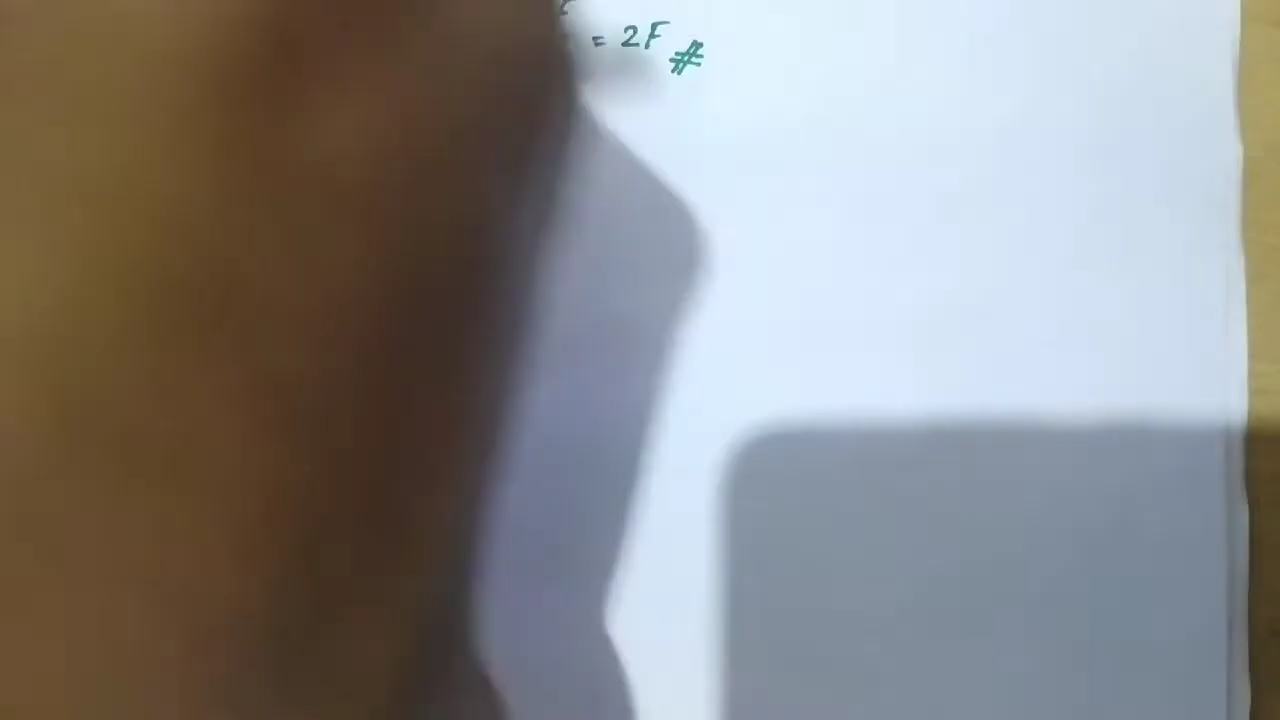 = 2F #